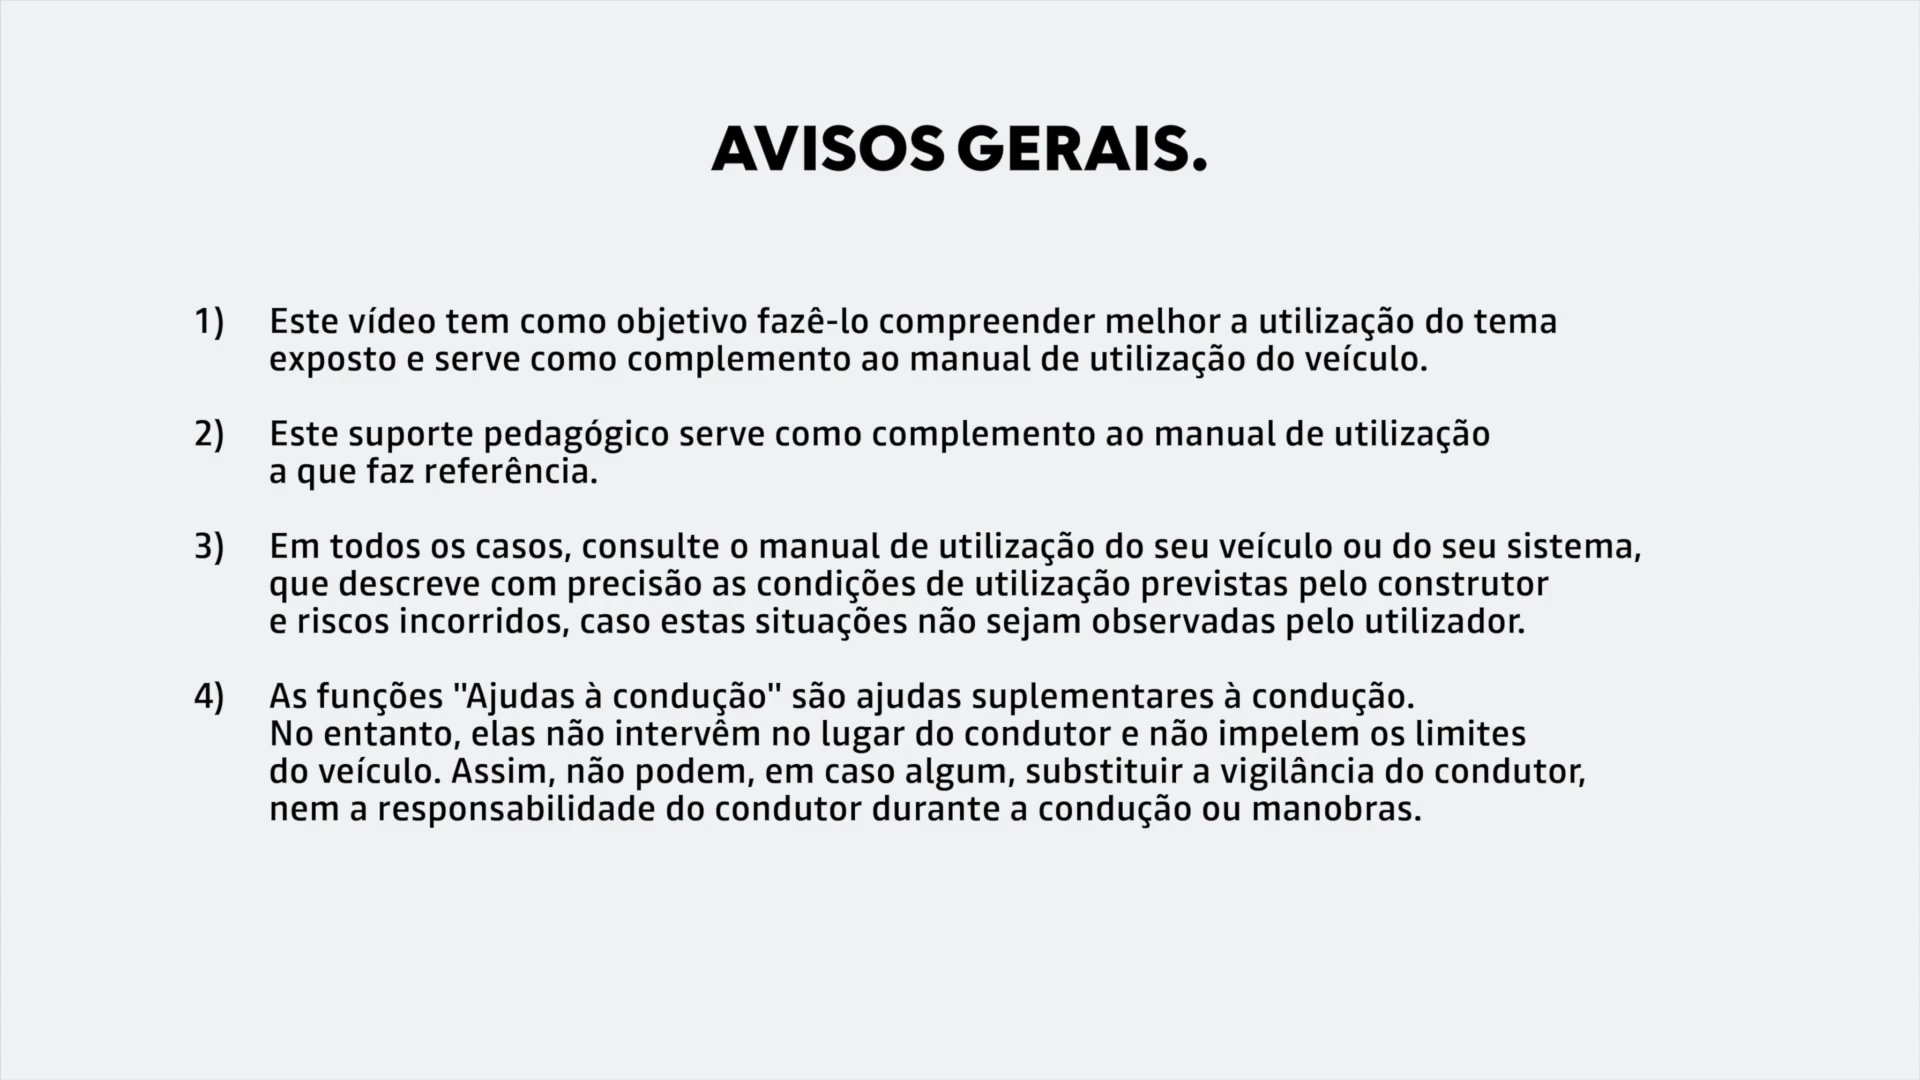 AVISOS GERAIS.
1) Este vídeo tem como objetivo fazê-lo compreender melhor a utilização do tema
exposto e serve como complemento ao manual de utilização do veículo.
2) Este suporte pedagógico serve como complemento ao manual de utilização
a que faz referência.
3) Em todos os casos, consulte o manual de utilização do seu veículo ou do seu sistema,
que descreve com precisão as condições de utilização previstas pelo construtor
e riscos incorridos, caso estas situações não sejam observadas pelo utilizador.
4) As funções "Ajudas à condução" são ajudas suplementares à condução.
No entanto, elas não intervêm no lugar do condutor e não impelem os limites
do veículo. Assim, não podem, em caso algum, substituir a vigilância do condutor,
nem a responsabilidade do condutor durante a condução ou manobras.